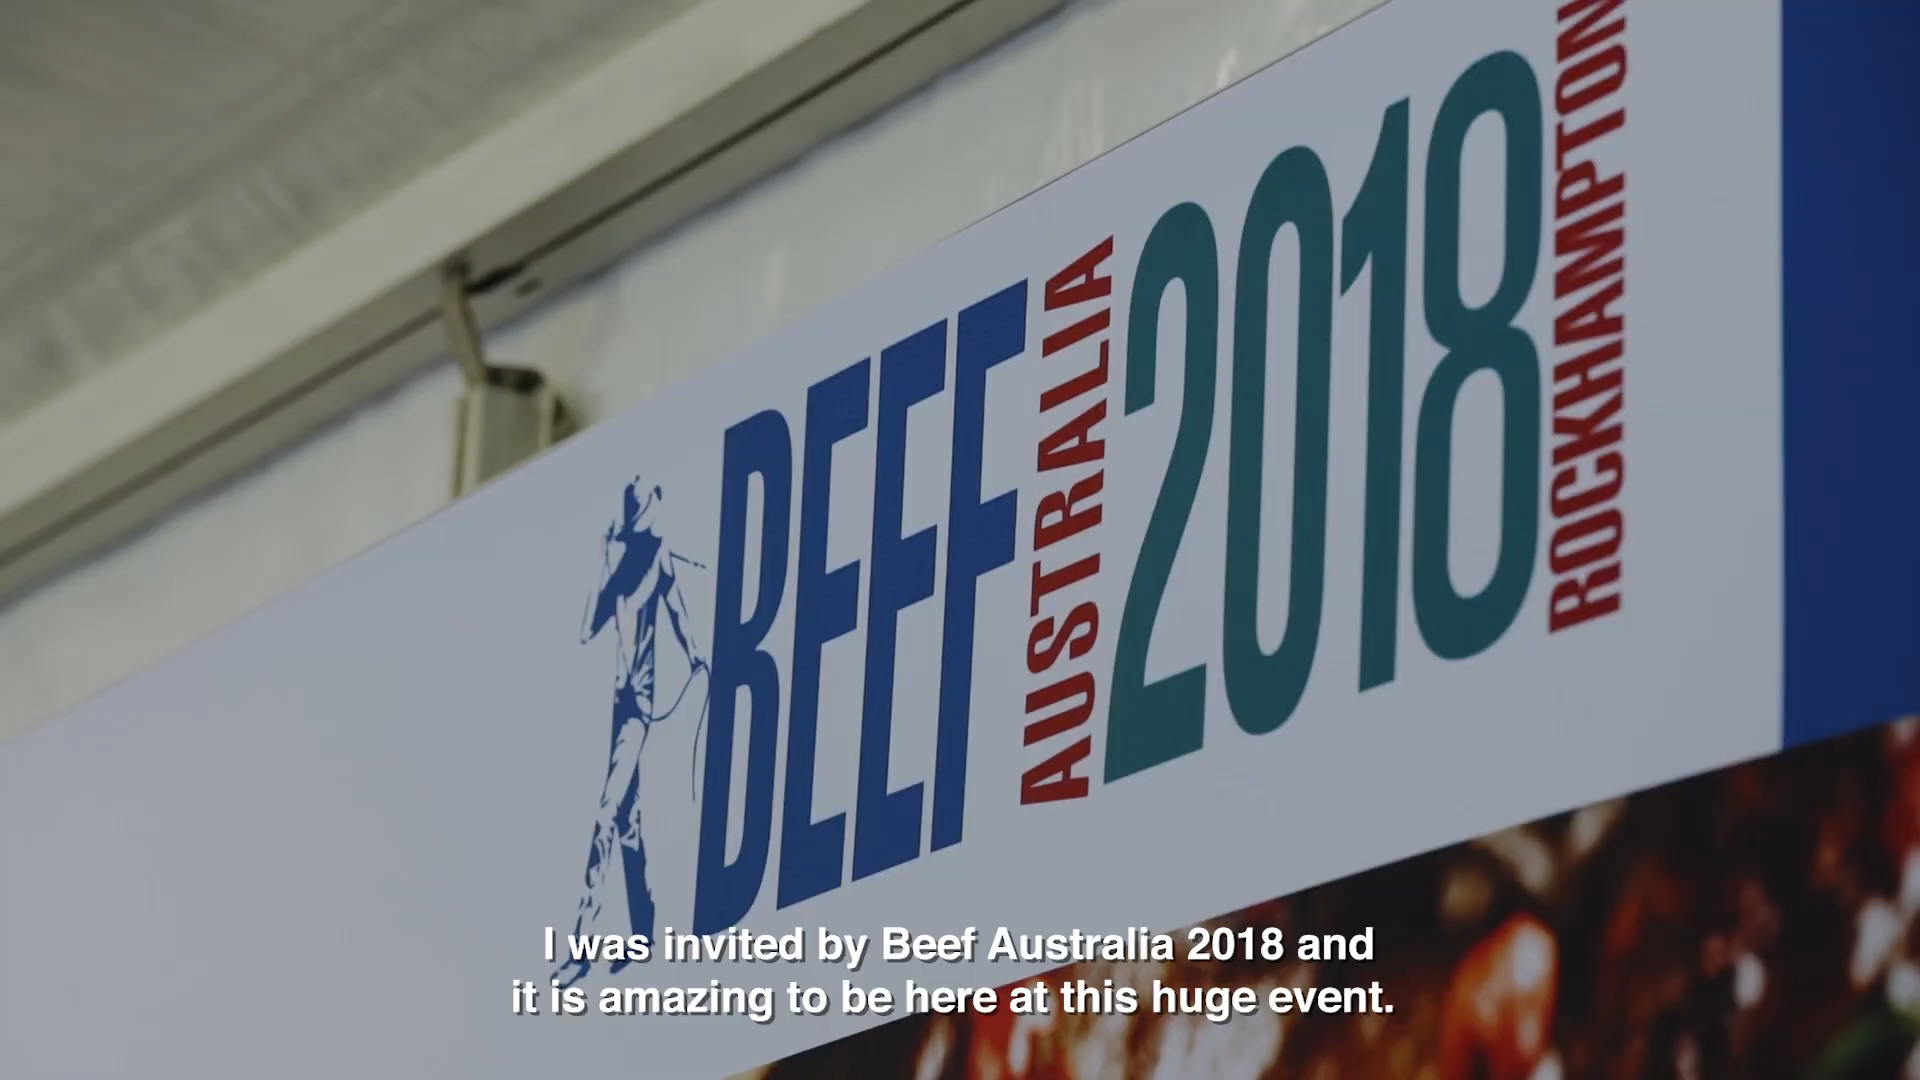 BEEF
AUSTRALIA
2018
ROCKHAMPTON
I was invited by Beef Australia 2018 and
it is amazing to be here at this huge event.